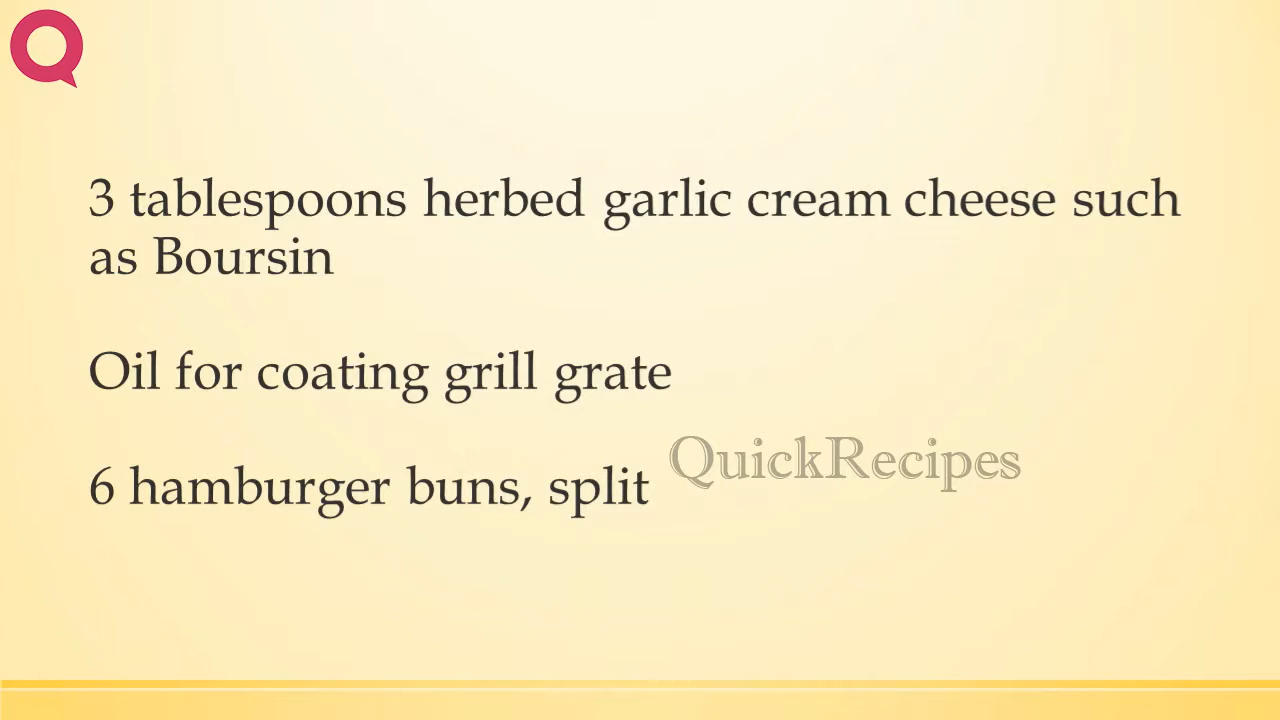 3 tablespoons herbed garlic cream cheese such
as Boursin
Oil for coating grill grate
6 hamburger buns, split
QuickRecipes